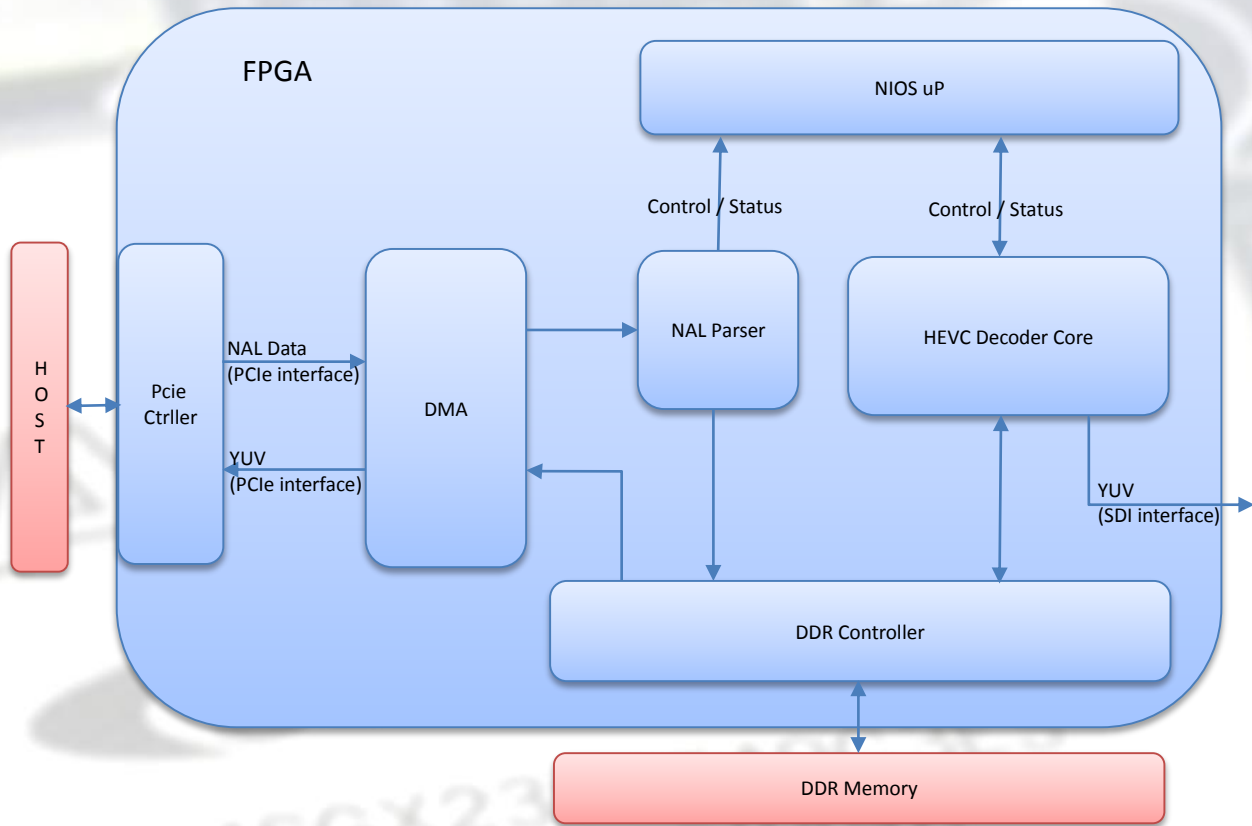 FPGA
NIOS uP
Control / Status
Control / Status
H
O
S
T
Pcie
Ctrller
NAL Data
(PCIe interface)
YUV
(PCIe interface)
DMA
NAL Parser
HEVC Decoder Core
YUV
(SDI interface)
DDR Controller
DDR Memory